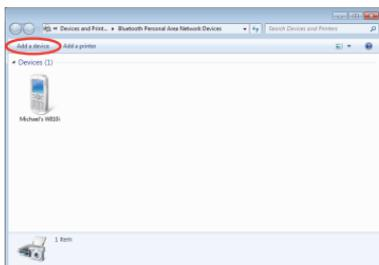 Devices and Print... ▸ Bluetooth Personal Area Network Devices
Search Devices and Printers
Add a device
Add a printer
Devices (1)
Michael's W810i
1 item